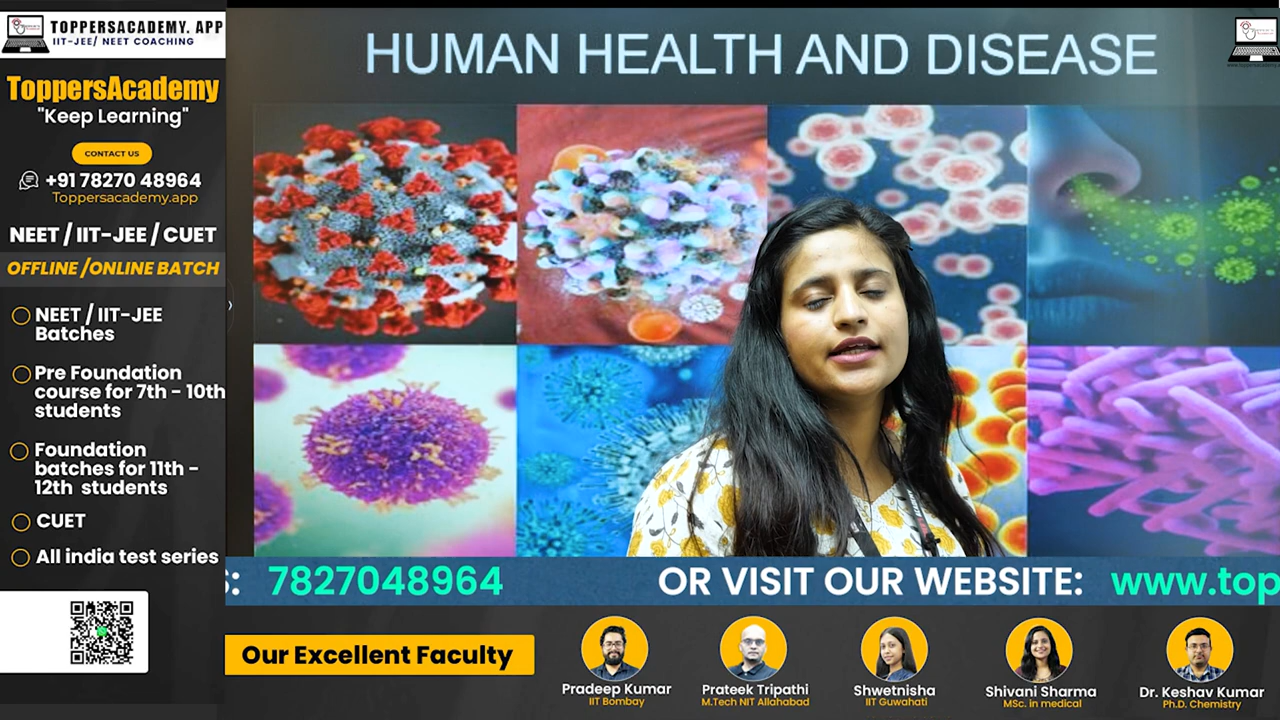 TOPPERSACADEMY. APP
IIT-JEE/ NEET COACHING
ToppersAcademy
"Keep Learning"
CONTACT US
+91 78270 48964
Toppersacademy.app
NEET / IIT-JEE / CUET
OFFLINE /ONLINE BATCH
NEET / IIT-JEE
Batches
Pre Foundation
course for 7th - 10th
students
Foundation
batches for 11th -
12th students
CUET
All india test series
HUMAN HEALTH AND DISEASE
S: 7827048964 OR VISIT OUR WEBSITE: www.top
Our Excellent Faculty
Pradeep Kumar
IIT Bombay
Prateek Tripathi
M.Tech NIT Allahabad
Shwetnisha
IIT Guwahati
Shivani Sharma
MSc. in medical
Dr. Keshav Kumar
Ph.D. Chemistry